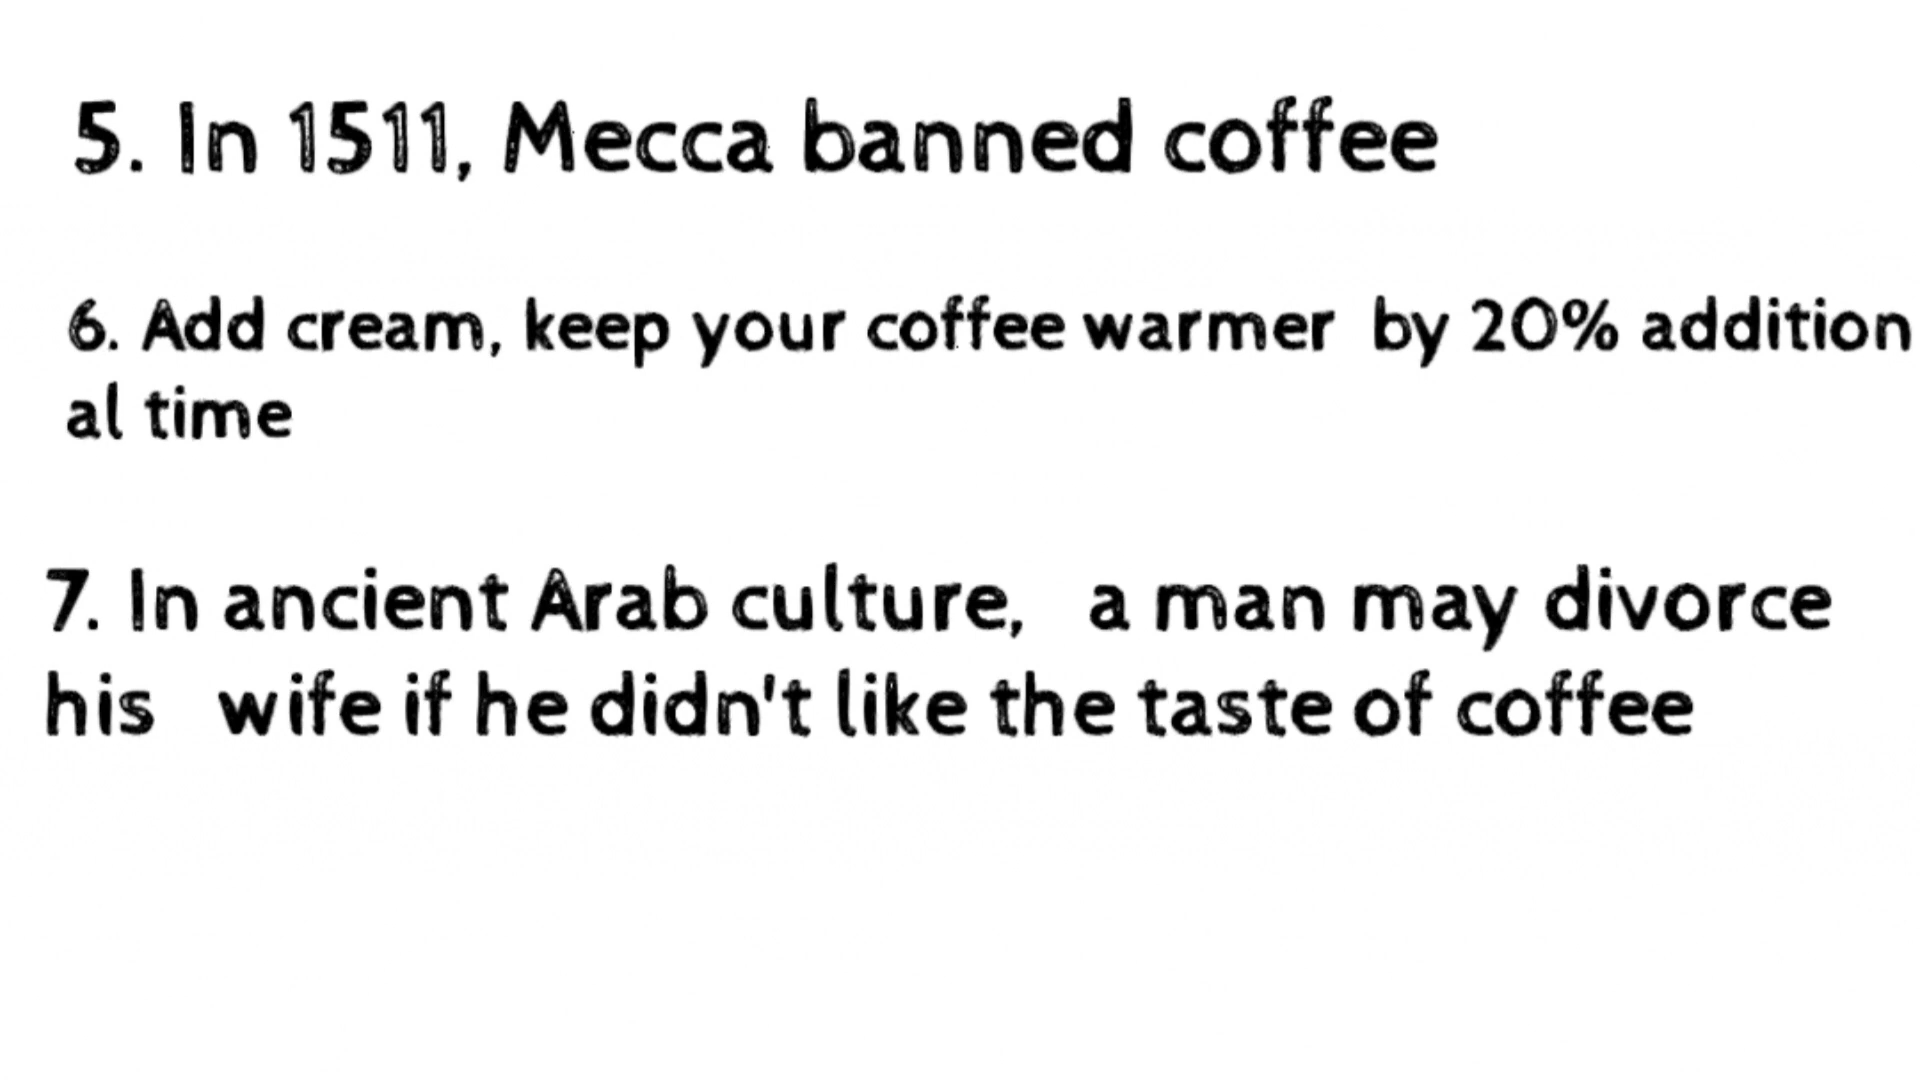 5. In 1511, Mecca banned coffee
6. Add cream, keep your coffee warmer by 20% addition
al time
7. In ancient Arab culture, a man may divorce
his wife if he didn't like the taste of coffee